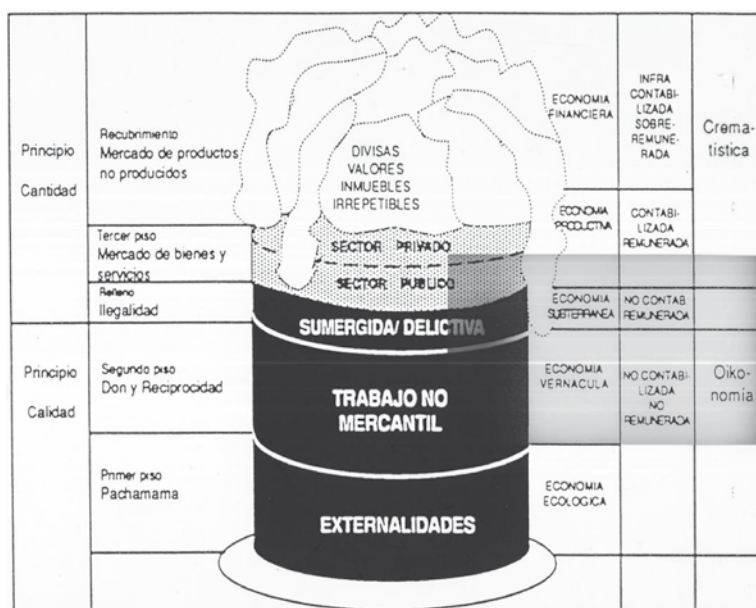 Principio
Cantidad
Recubrimiento
Mercado de productos
no producidos
DIVISAS
VALORES
INMUEBLES
IRREPETIBLES
ECONOMIA
FINANCIERA
INFRA
CONTABI-
LIZADA
SOBRE-
REMUNE-
RADA
Crema-
tística
Tercer piso
Mercado de bienes y
servicios
SECTOR PRIVADO
SECTOR PUBLICO
ECONOMIA
PRODUCTIVA
CONTABI-
LIZADA
REMUNERADA
Relleno
Ilegalidad
SUMERGIDA/ DELICTIVA
ECONOMIA
SUBTERRANEA
NO CONTAB.
REMUNERADA
Principio
Calidad
Segundo piso
Don y Reciprocidad
TRABAJO NO
MERCANTIL
ECONOMIA
VERNACULA
NO CONTABI-
LIZADA
NO
REMUNERADA
Oiko-
nomía
Primer piso
Pachamama
EXTERNALIDADES
ECONOMIA
ECOLOGICA